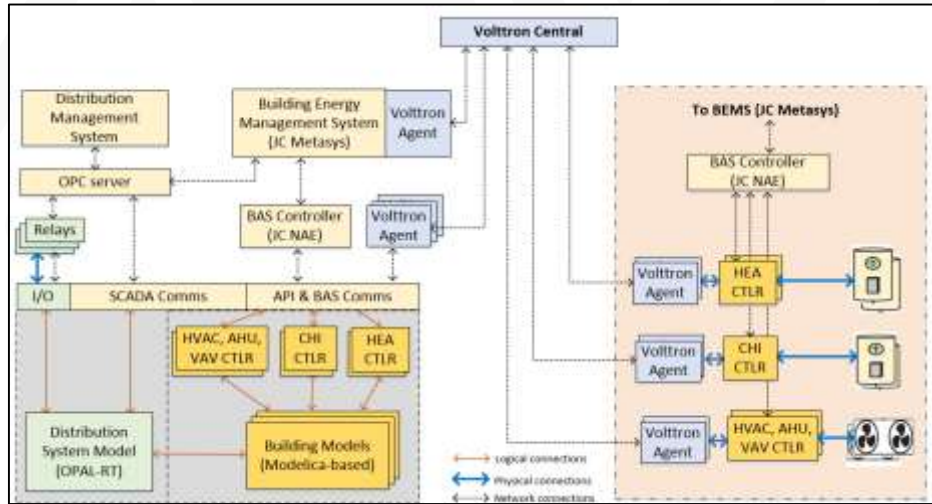 Volttron Central
Distribution
Management
System
Building Energy
Management System
(JC Metasys)
Volttron
Agent
OPC server
Relays
BAS Controller
(JC NAE)
Volttron
Agent
I/O
SCADA Comms
API & BAS Comms
HVAC, AHU,
VAV CTLR
CHI
CTLR
HEA
CTLR
Distribution
System Model
(OPAL-RT)
Building Models
(Modelica-based)
Logical connections
Physical connections
Network connections
To BEMS (JC Metasys)
BAS Controller
(JC NAE)
Volttron
Agent
HEA
CTLR
Volttron
Agent
CHI
CTLR
Volttron
Agent
HVAC, AHU,
VAV CTLR